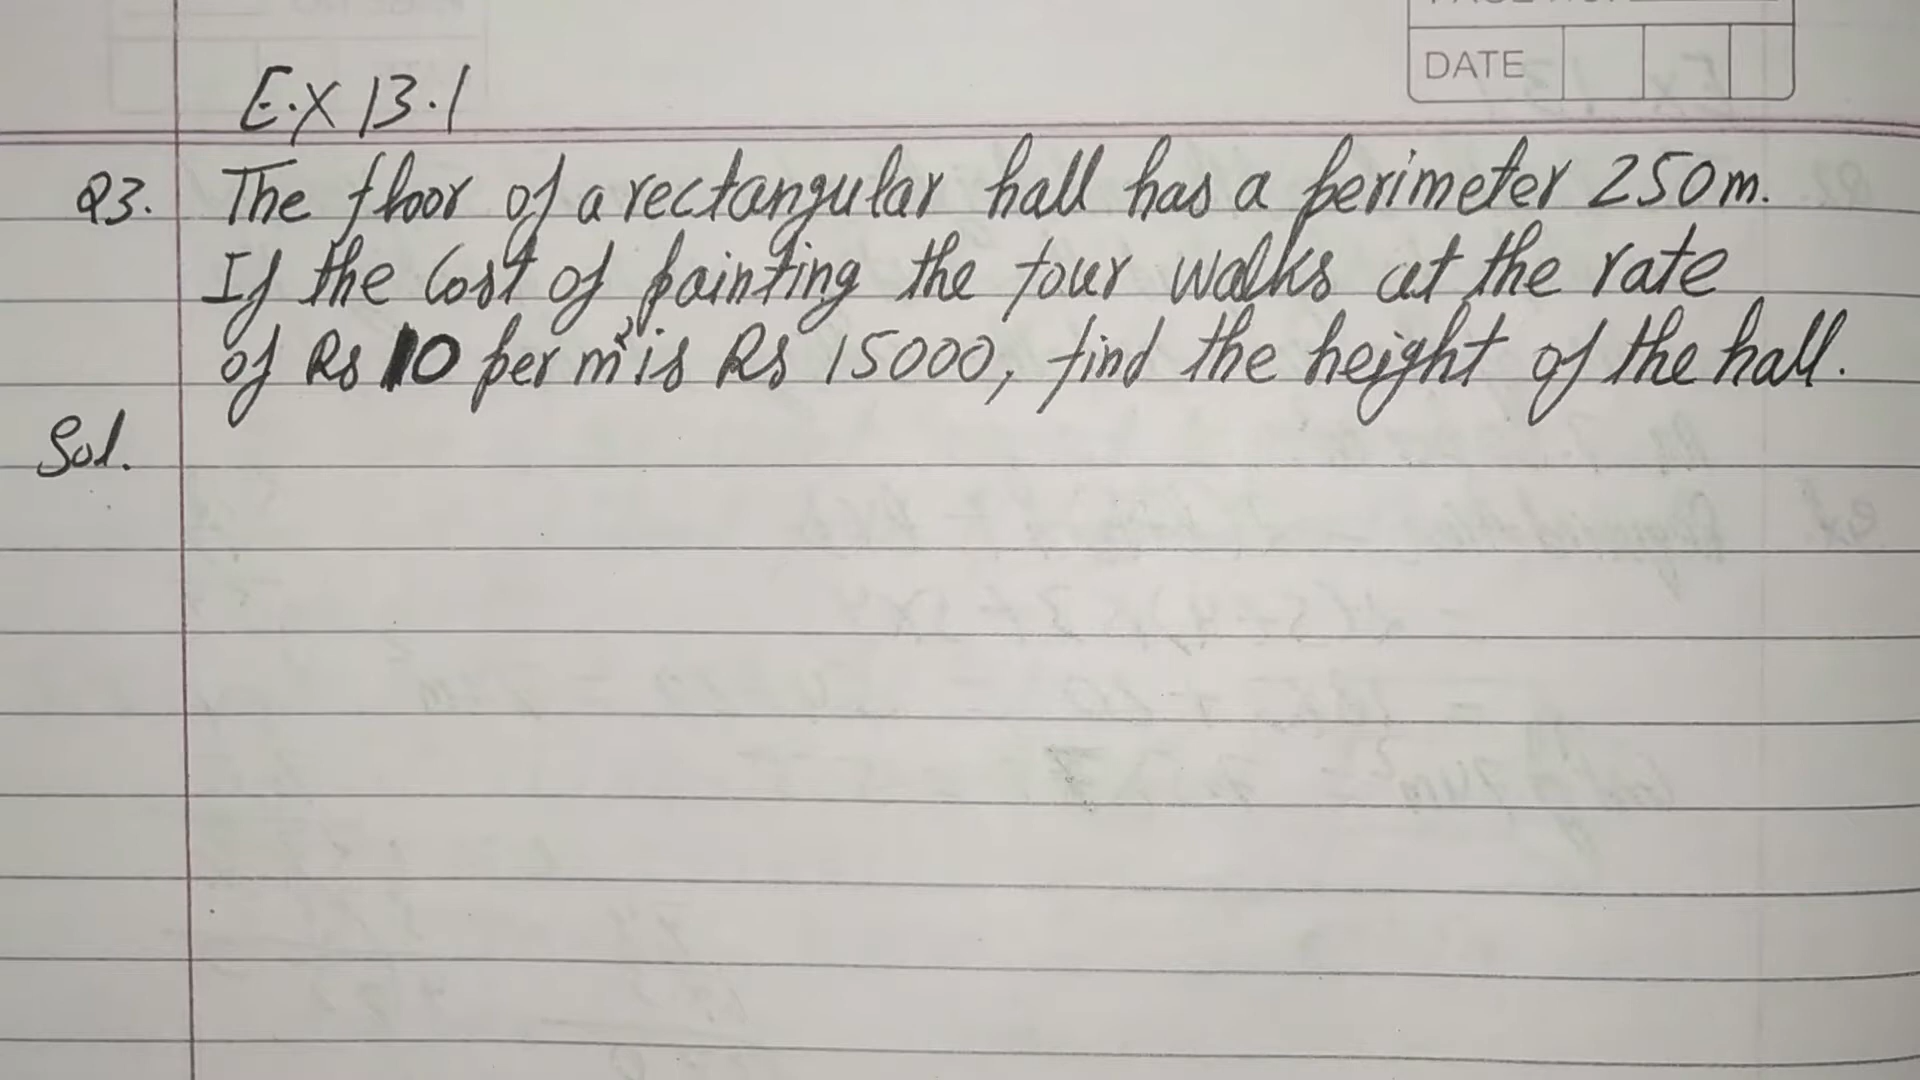 DATE
E.X 13.1
Q3. The floor of a rectangular hall has a perimeter 250m.
If the Cost of painting the four walks at the rate
of Rs 10 per m² is Rs 15000, find the height of the hall.
Sol.